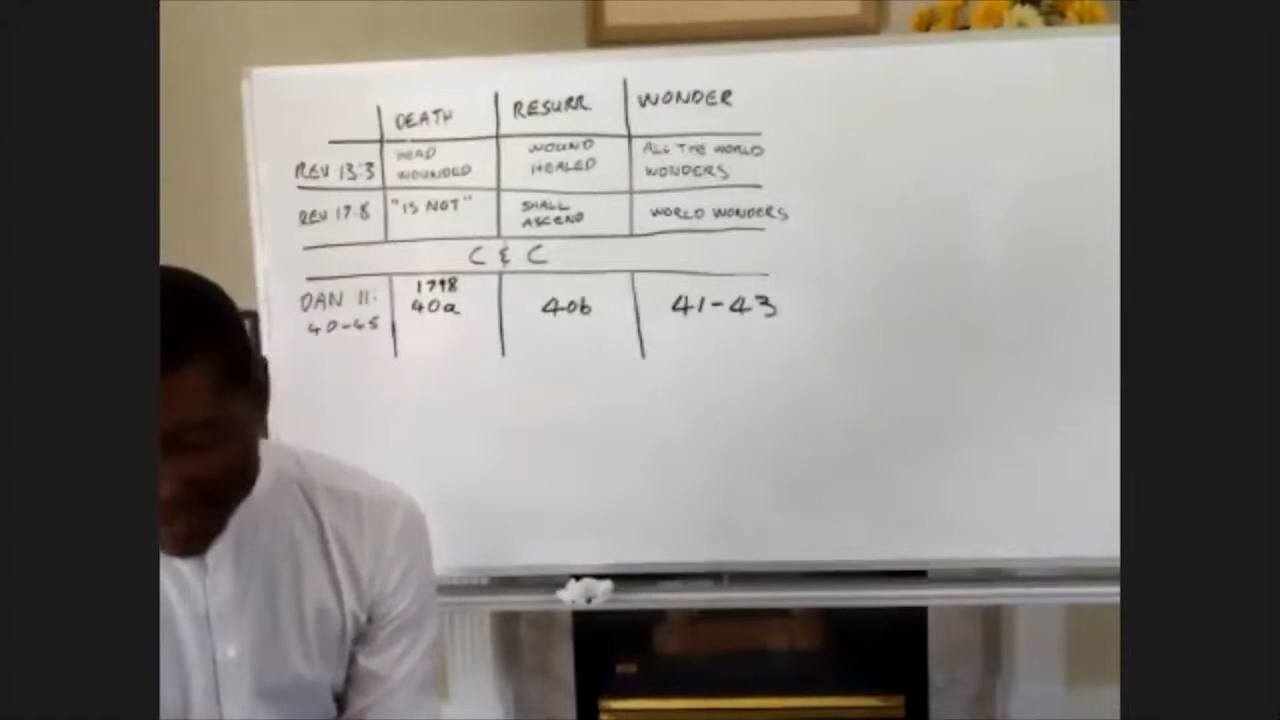 DEATH RESURR WONDER
REV 13:3 HEAD WOUNDED WOUND HEALED ALL THE WORLD WONDERS
REV 17:8 "IS NOT" SHALL ASCEND WORLD WONDERS
C & C
DAN 11: 40-45 1798 40a 40b 41-43